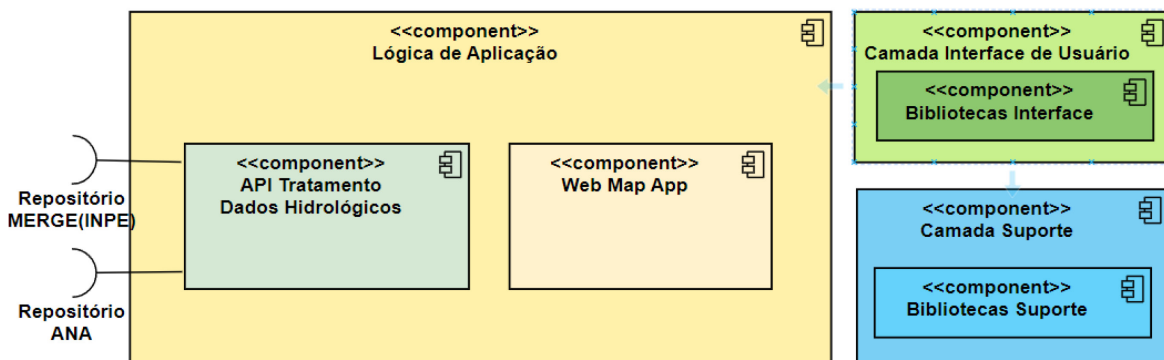 <<component>>
Lógica de Aplicação
<<component>>
Camada Interface de Usuário
<<component>>
Bibliotecas Interface
Repositório
MERGE(INPE)
<<component>>
API Tratamento
Dados Hidrológicos
<<component>>
Web Map App
<<component>>
Camada Suporte
<<component>>
Bibliotecas Suporte
Repositório
ANA